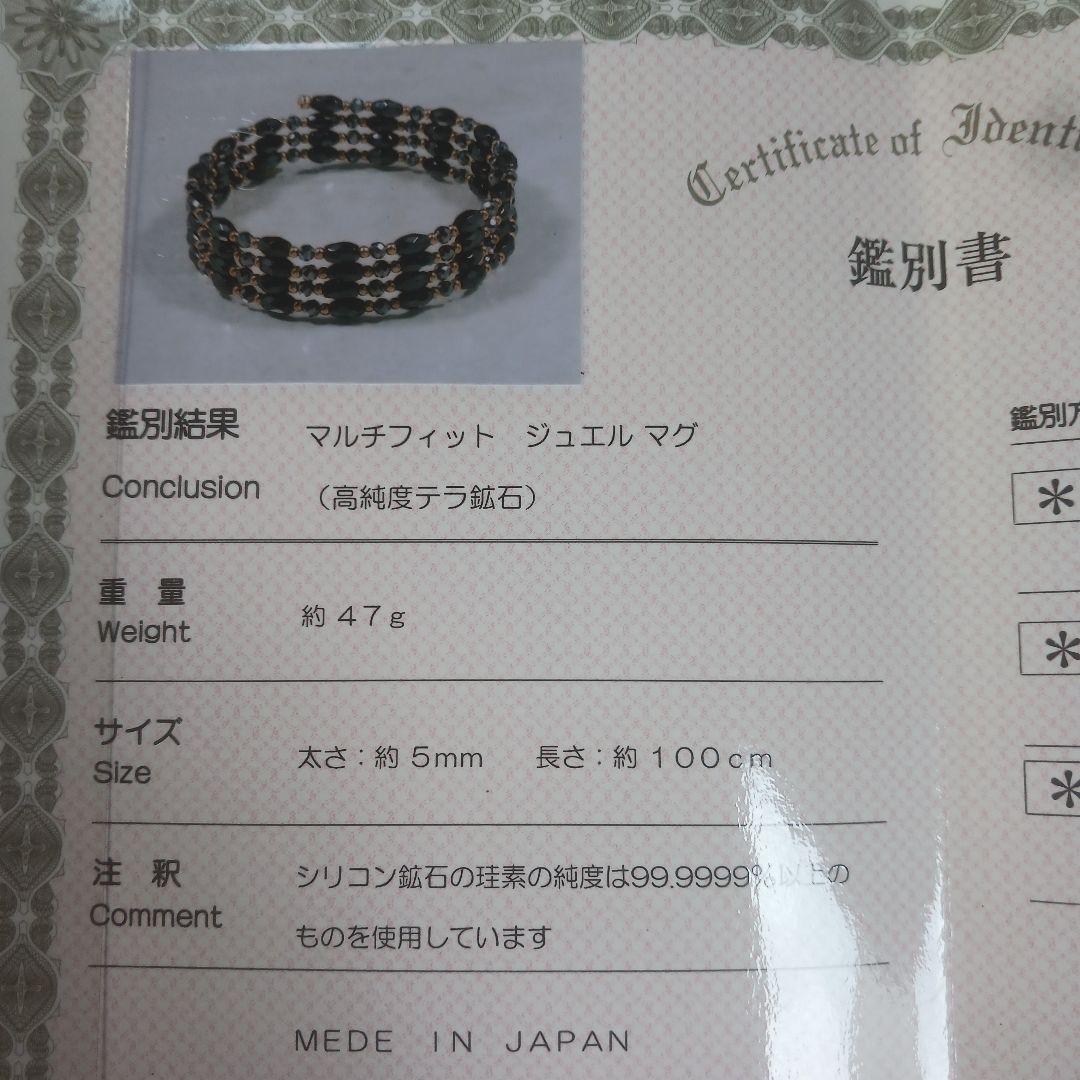 Certificate of
鑑別書
鑑別結果 マルチフィット ジュエル マグ
Conclusion (高純度テラ鉱石)
重 量
Weight 約 47g
サイズ
Size 太さ：約 5mm 長さ：約 100cm
注 釈 シリコン鉱石の珪素の純度は99.9999%以上の
Comment ものを使用しています
MEDE IN JAPAN
鑑別
*
*
*